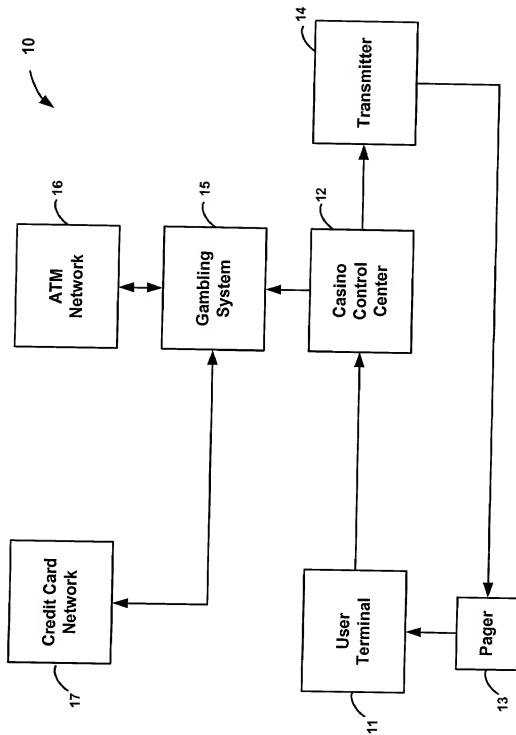 10
Credit Card
Network
17
ATM
Network
16
Gambling
System
15
User
Terminal
11
Casino
Control
Center
12
Transmitter
14
Pager
13